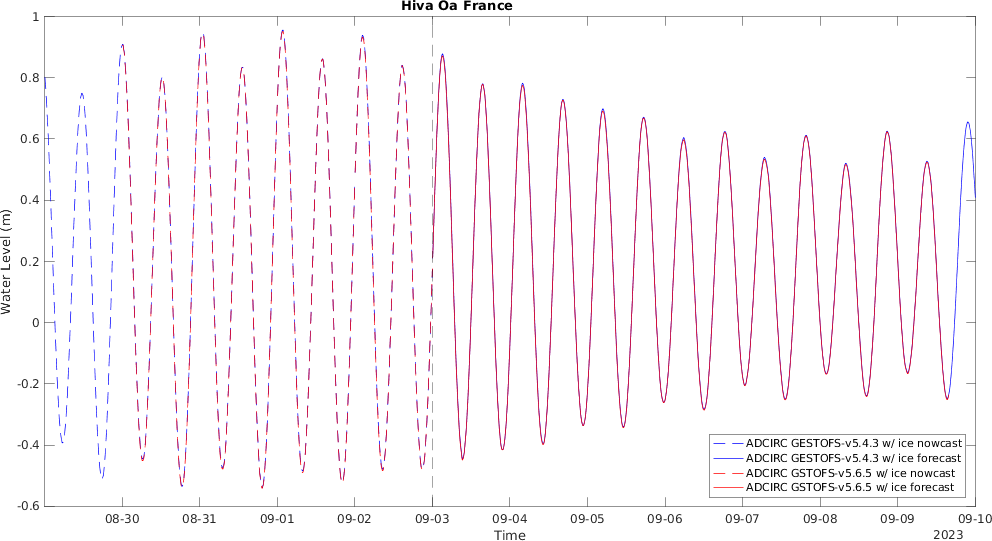 Hiva Oa France
1
0.8
0.6
0.4
0.2
0
-0.2
-0.4
-0.6
Water Level (m)
ADCIRC GESTOFS-v5.4.3 w/ ice nowcast
ADCIRC GESTOFS-v5.4.3 w/ ice forecast
ADCIRC GSTOFS-v5.6.5 w/ ice nowcast
ADCIRC GSTOFS-v5.6.5 w/ ice forecast
08-30 08-31 09-01 09-02 09-03 09-04 09-05 09-06 09-07 09-08 09-09 09-10
Time
2023